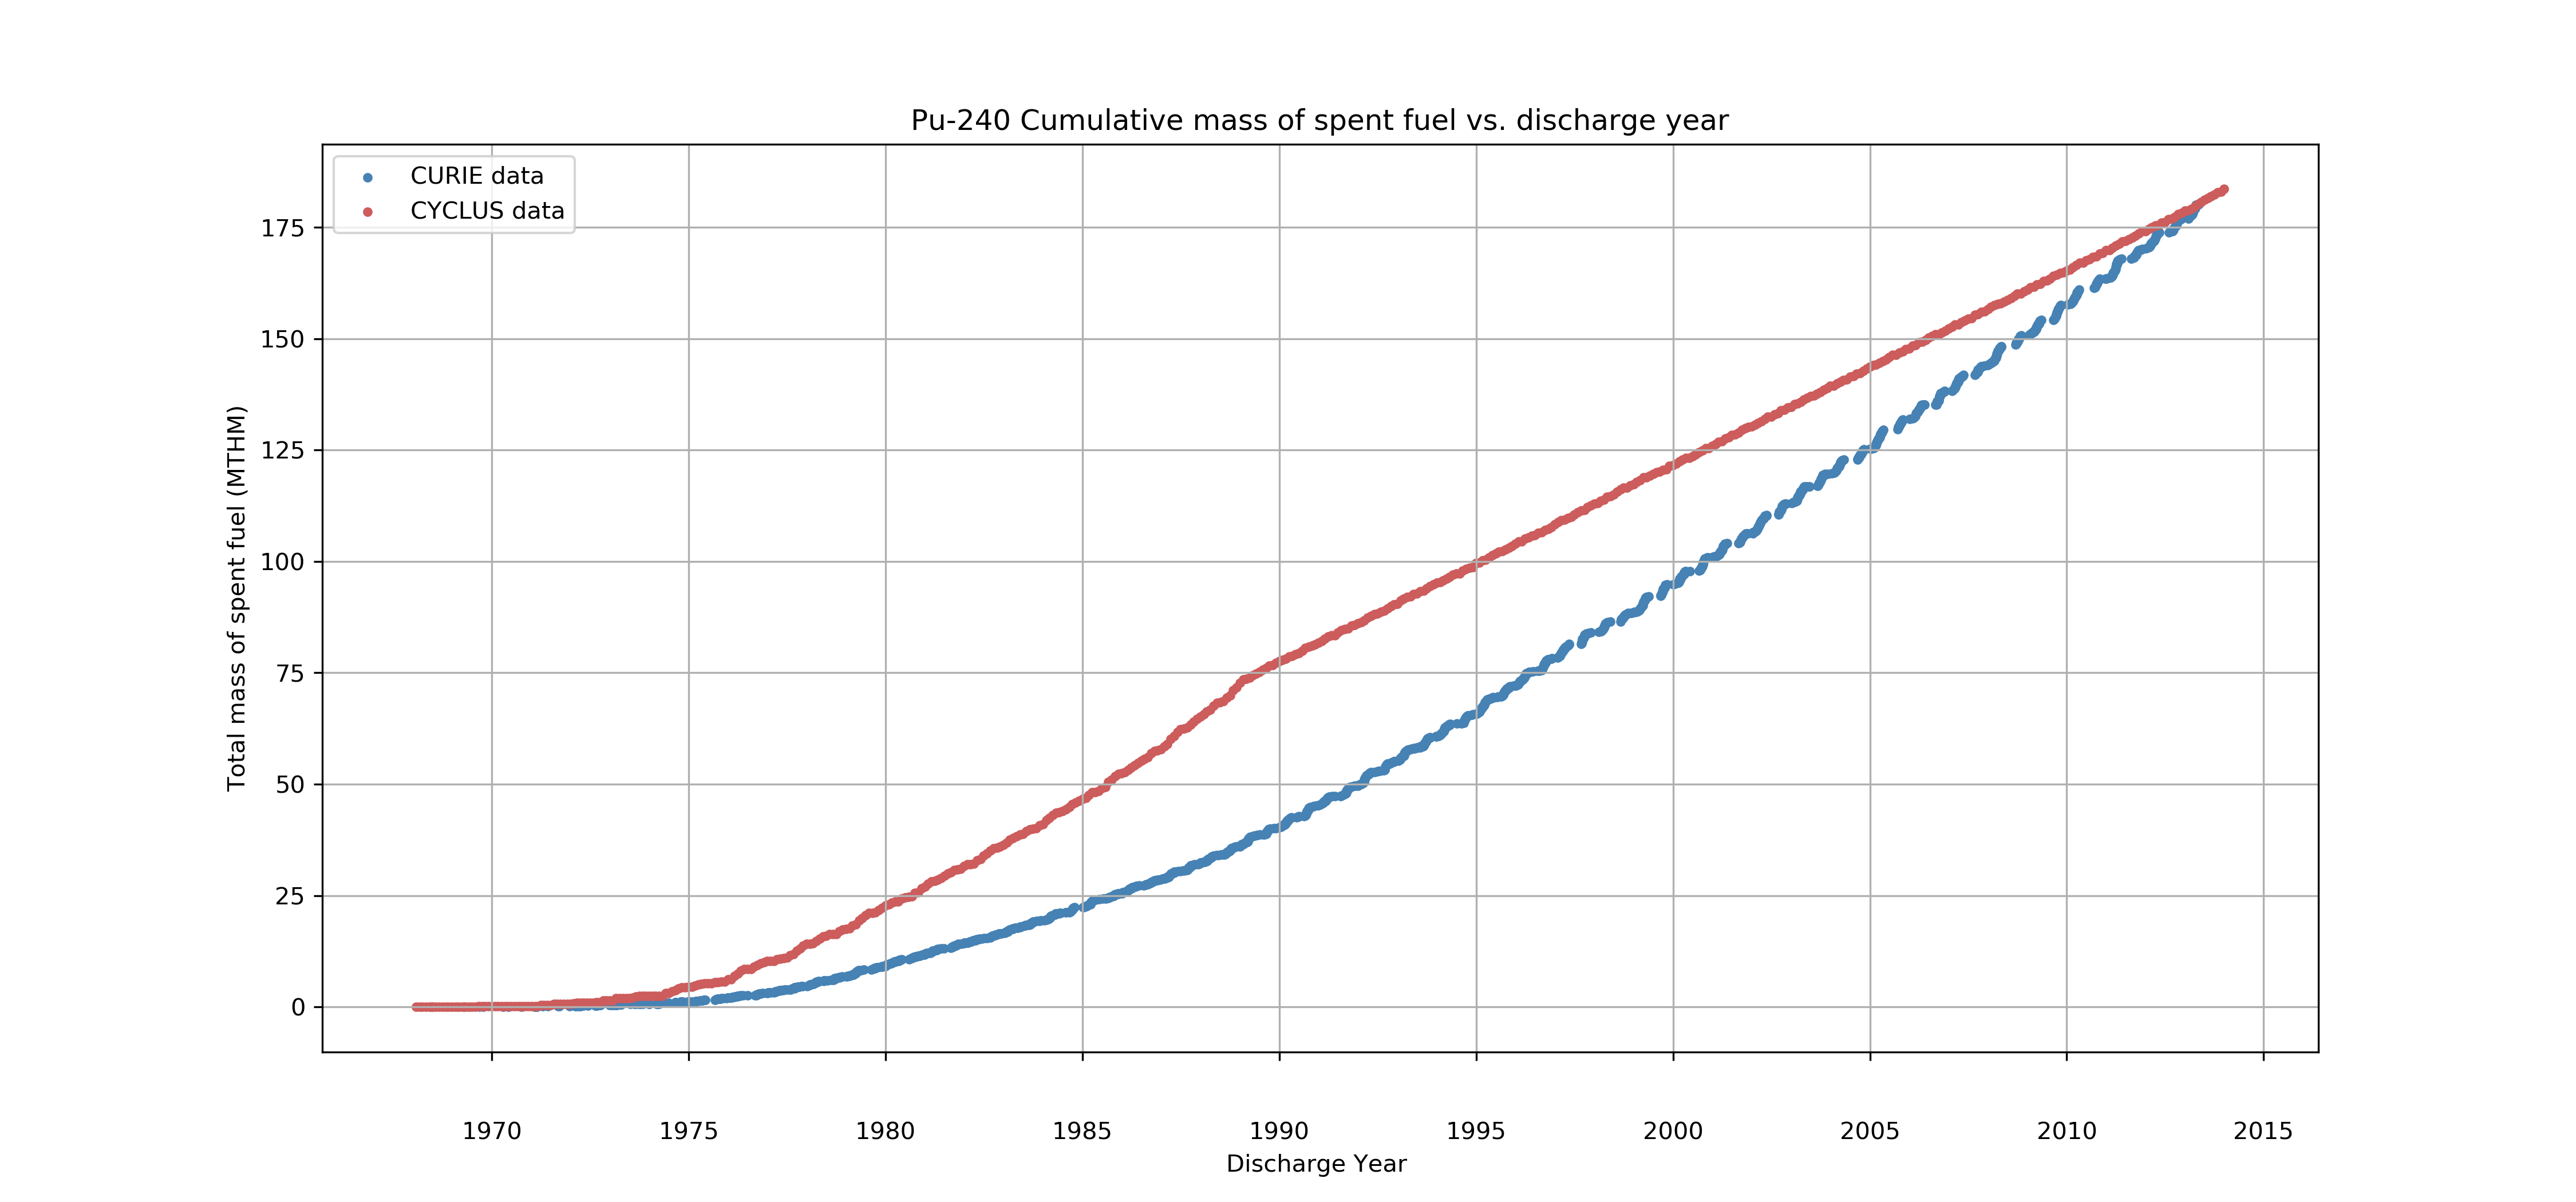 Pu-240 Cumulative mass of spent fuel vs. discharge year
CURIE data
CYCLUS data
Total mass of spent fuel (MTHM)
175
150
125
100
75
50
25
0
1970 1975 1980 1985 1990 1995 2000 2005 2010 2015
Discharge Year